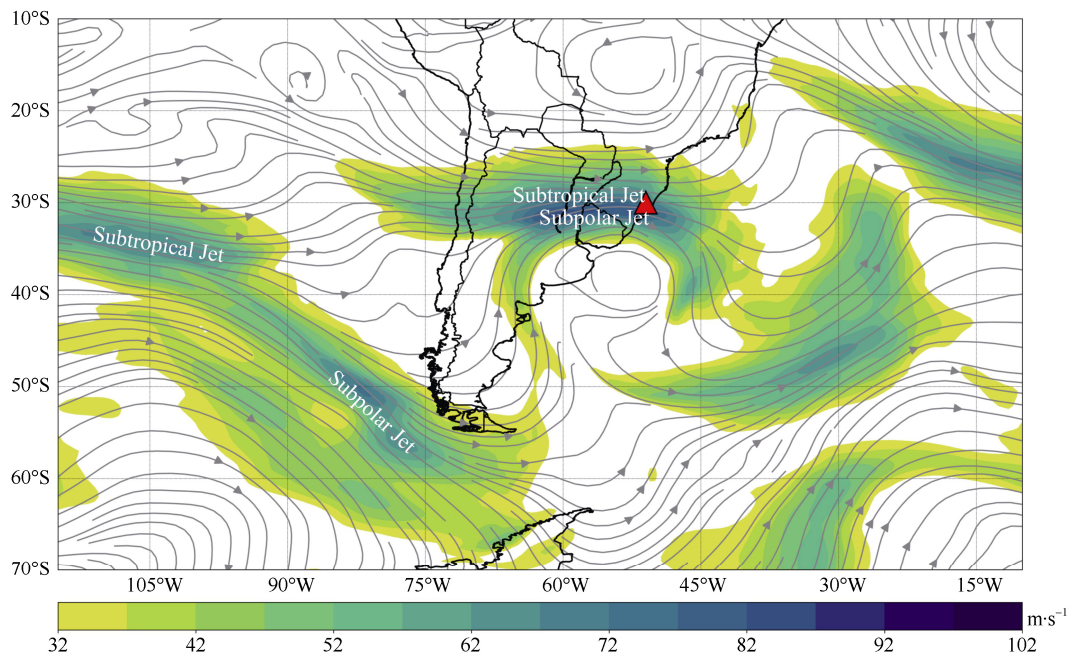 10°S
20°S
30°S
40°S
50°S
60°S
70°S
Subtropical Jet
Subtropical Jet
Subpolar Jet
Subpolar Jet
105°W 90°W 75°W 60°W 45°W 30°W 15°W
32 42 52 62 72 82 92 102
m·s⁻¹